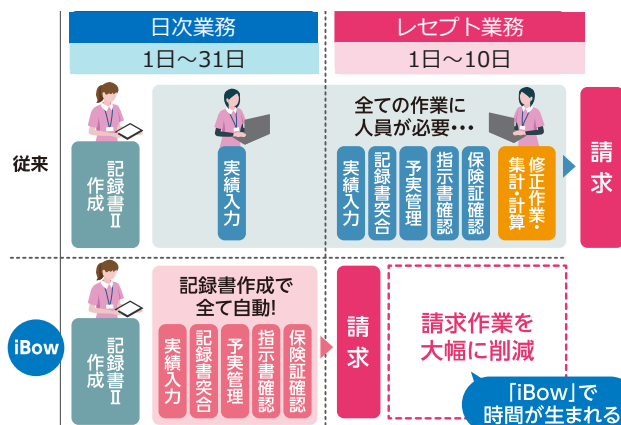 日次業務
レセプト業務
1日～31日
1日～10日
従来
記録書Ⅱ
作成
実績入力
全ての作業に
人員が必要･･･
実績入力
記録書突合
予実管理
指示書確認
保険証確認
修正作業・
集計・計算
請求
iBow
記録書Ⅱ
作成
記録書作成で
全て自動!
実績入力
記録書突合
予実管理
指示書確認
保険証確認
請求
請求作業を
大幅に削減
「iBow」で
時間が生まれる